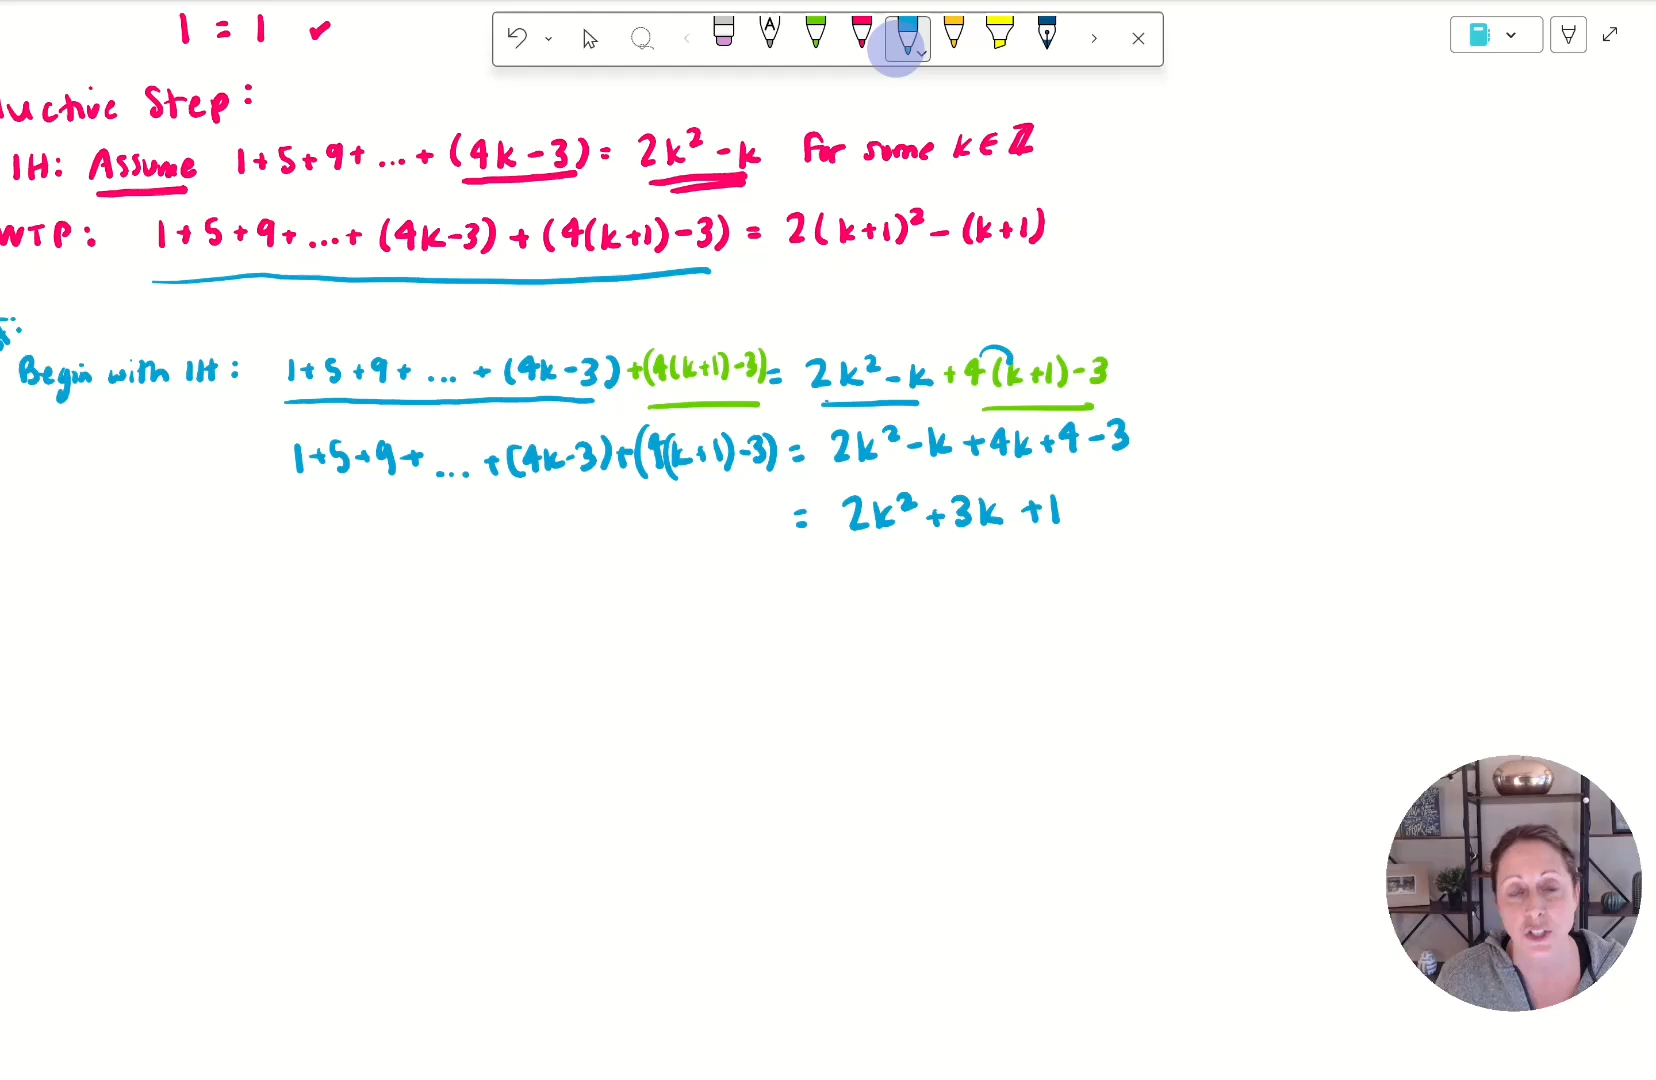 1 = 1 ✓
uctive Step:
IH: Assume 1+5+9+...+(4k-3) = 2k²-k for some k∈ℤ
WTP: 1+5+9+...+(4k-3)+(4(k+1)-3) = 2(k+1)²-(k+1)
Begin with IH: 1+5+9+...+(4k-3)+(4(k+1)-3) = 2k²-k+4(k+1)-3
1+5+9+...+(4k-3)+(4(k+1)-3) = 2k²-k+4k+4-3
= 2k²+3k+1